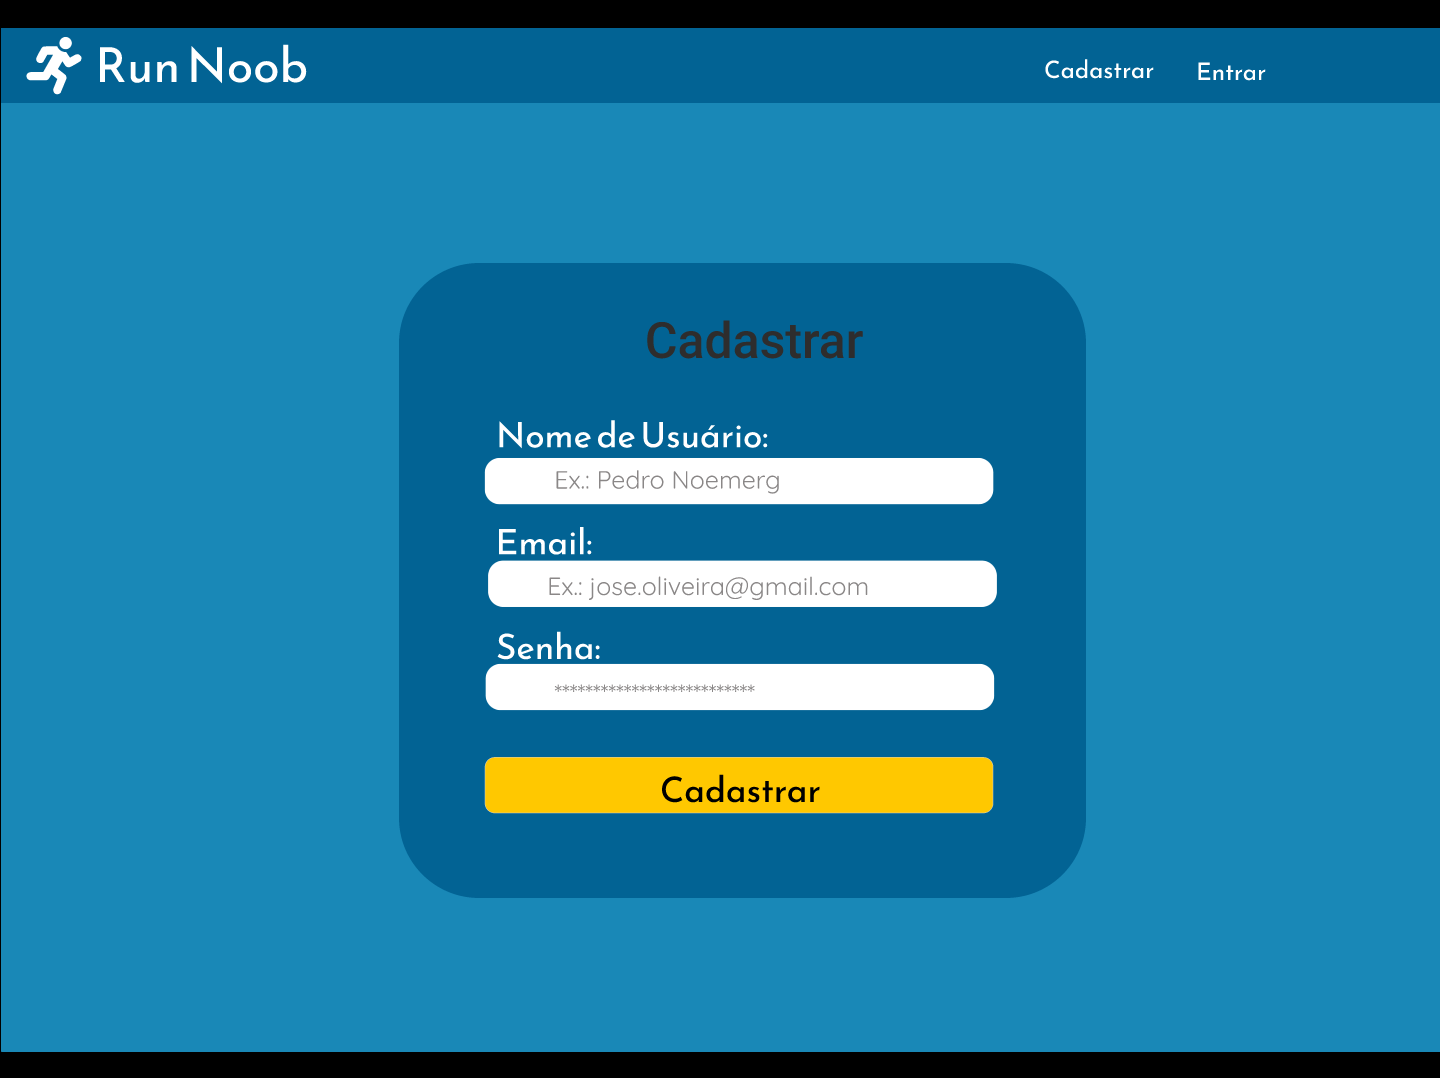 Run Noob
Cadastrar
Entrar
Cadastrar
Nome de Usuário:
Ex.: Pedro Noemerg
Email:
Ex.: jose.oliveira@gmail.com
Senha:
**************************
Cadastrar